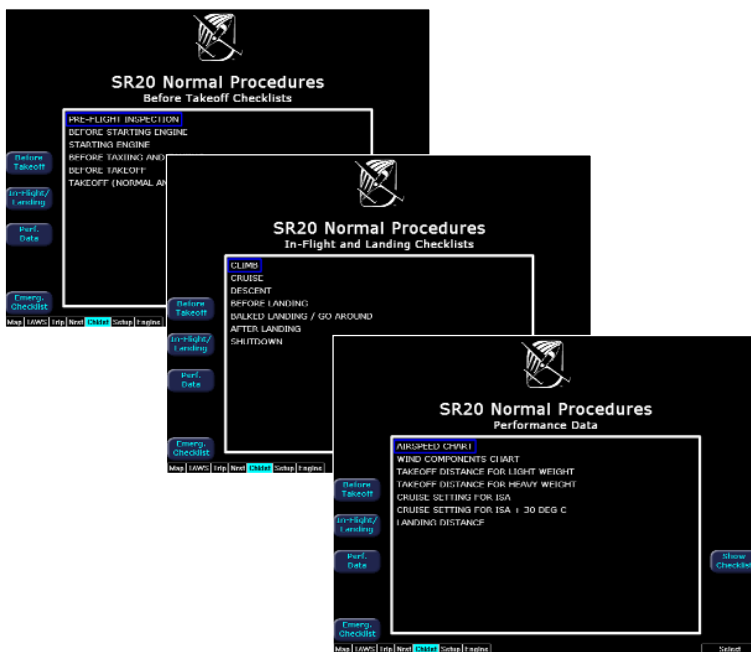 SR20 Normal Procedures
Before Takeoff Checklists
PRE-FLIGHT INSPECTION
BEFORE STARTING ENGINE
STARTING ENGINE
BEFORE TAXIING AND
BEFORE TAKEOFF
TAKEOFF (NORMAL AN
Before
Takeoff
In-Flight/
Landing
Perf.
Data
Emerg.
Checklist
Map TAWS Trip Nrst Chklst Setup Engine
SR20 Normal Procedures
In-Flight and Landing Checklists
CLIMB
CRUISE
DESCENT
BEFORE LANDING
BALKED LANDING / GO AROUND
AFTER LANDING
SHUTDOWN
Before
Takeoff
In-Flight/
Landing
Perf.
Data
Emerg.
Checklist
Map TAWS Trip Nrst Chklst Setup Engine
SR20 Normal Procedures
Performance Data
AIRSPEED CHART
WIND COMPONENTS CHART
TAKEOFF DISTANCE FOR LIGHT WEIGHT
TAKEOFF DISTANCE FOR HEAVY WEIGHT
CRUISE SETTING FOR ISA
CRUISE SETTING FOR ISA + 30 DEG C
LANDING DISTANCE
Before
Takeoff
In-Flight/
Landing
Perf.
Data
Show
Checklist
Emerg.
Checklist
Map TAWS Trip Nrst Chklst Setup Engine
Select